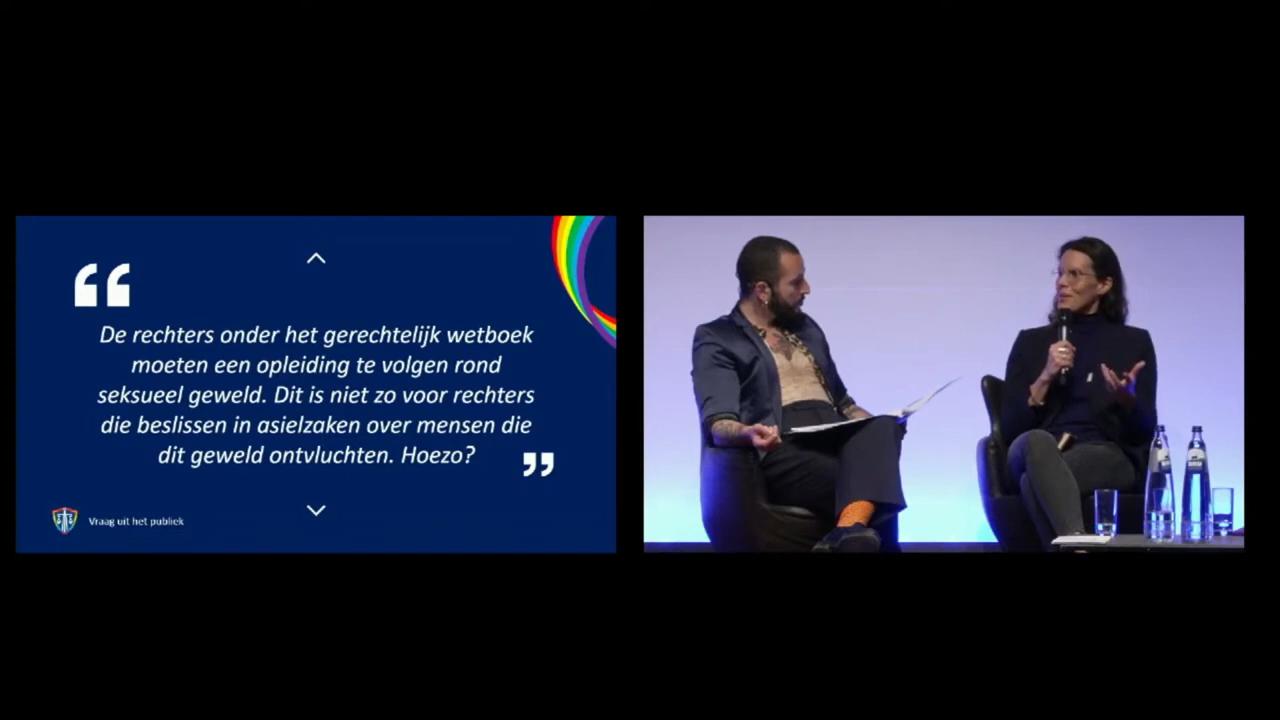 “
De rechters onder het gerechtelijk wetboek
moeten een opleiding te volgen rond
seksueel geweld. Dit is niet zo voor rechters
die beslissen in asielzaken over mensen die
dit geweld ontvluchten. Hoezo?
”
Vraag uit het publiek